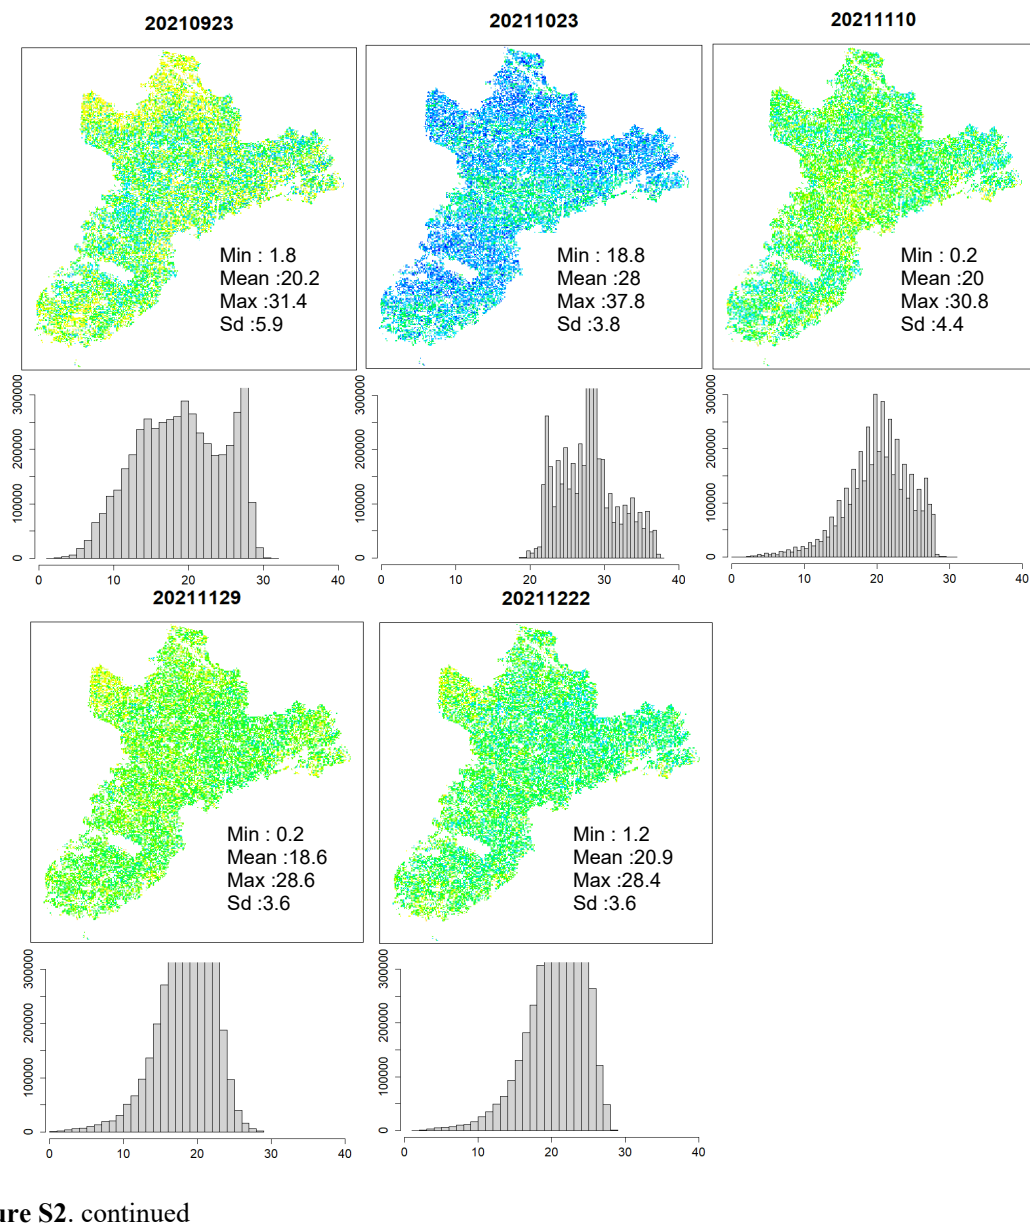 20210923
20211023
20211110
Min : 1.8
Mean :20.2
Max :31.4
Sd :5.9
Min : 18.8
Mean :28
Max :37.8
Sd :3.8
Min : 0.2
Mean :20
Max :30.8
Sd :4.4
0 100000 200000 300000
0 10 20 30 40
0 100000 200000 300000
0 10 20 30 40
0 100000 200000 300000
0 10 20 30 40
20211129
20211222
Min : 0.2
Mean :18.6
Max :28.6
Sd :3.6
Min : 1.2
Mean :20.9
Max :28.4
Sd :3.6
0 100000 200000 300000
0 10 20 30 40
0 100000 200000 300000
0 10 20 30 40
ure S2. continued